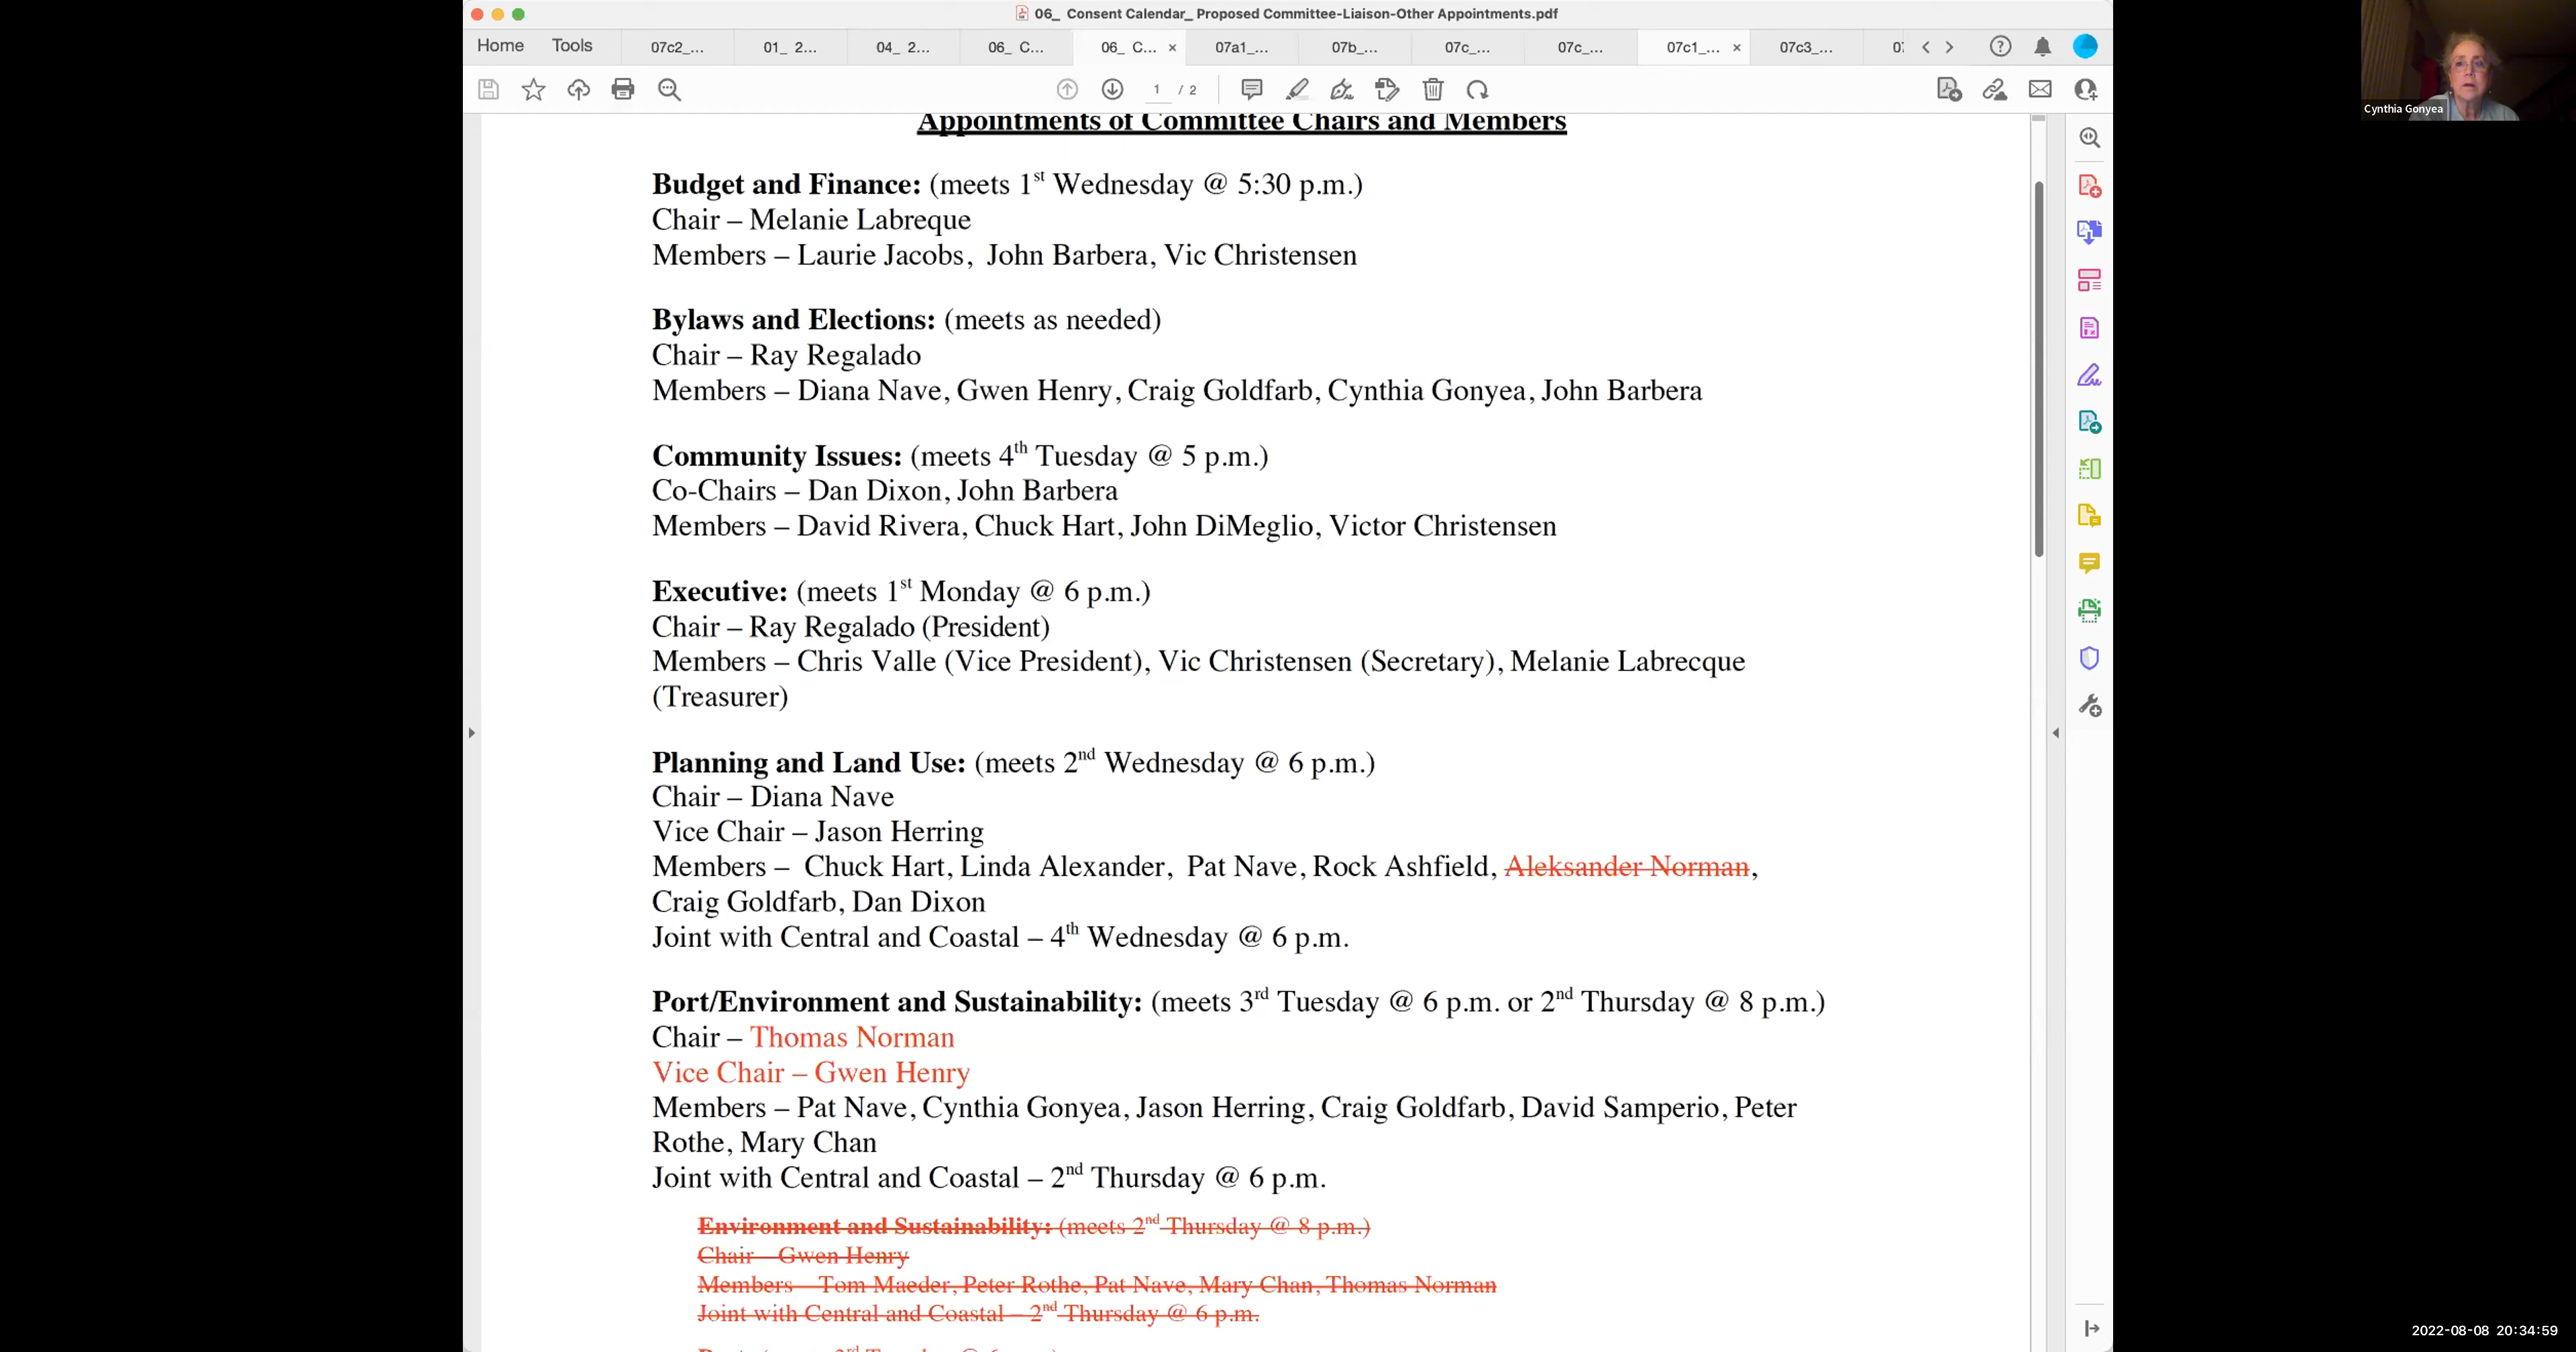 06_ Consent Calendar_ Proposed Committee-Liaison-Other Appointments.pdf
Home Tools 07c2_... 01_ 2... 04_ 2... 06_ C... 06_ C... × 07a1_... 07b_... 07c_... 07c_... 07c1_... × 07c3_...
1 / 2
Cynthia Gonyea
Appointments of Committee Chairs and Members
Budget and Finance: (meets 1st Wednesday @ 5:30 p.m.)
Chair – Melanie Labreque
Members – Laurie Jacobs, John Barbera, Vic Christensen
Bylaws and Elections: (meets as needed)
Chair – Ray Regalado
Members – Diana Nave, Gwen Henry, Craig Goldfarb, Cynthia Gonyea, John Barbera
Community Issues: (meets 4th Tuesday @ 5 p.m.)
Co-Chairs – Dan Dixon, John Barbera
Members – David Rivera, Chuck Hart, John DiMeglio, Victor Christensen
Executive: (meets 1st Monday @ 6 p.m.)
Chair – Ray Regalado (President)
Members – Chris Valle (Vice President), Vic Christensen (Secretary), Melanie Labrecque
(Treasurer)
Planning and Land Use: (meets 2nd Wednesday @ 6 p.m.)
Chair – Diana Nave
Vice Chair – Jason Herring
Members – Chuck Hart, Linda Alexander, Pat Nave, Rock Ashfield, Aleksander Norman,
Craig Goldfarb, Dan Dixon
Joint with Central and Coastal – 4th Wednesday @ 6 p.m.
Port/Environment and Sustainability: (meets 3rd Tuesday @ 6 p.m. or 2nd Thursday @ 8 p.m.)
Chair – Thomas Norman
Vice Chair – Gwen Henry
Members – Pat Nave, Cynthia Gonyea, Jason Herring, Craig Goldfarb, David Samperio, Peter
Rothe, Mary Chan
Joint with Central and Coastal – 2nd Thursday @ 6 p.m.
Environment and Sustainability: (meets 2nd Thursday @ 8 p.m.)
Chair – Gwen Henry
Members – Tom Maeder, Peter Rothe, Pat Nave, Mary Chan, Thomas Norman
Joint with Central and Coastal – 2nd Thursday @ 6 p.m.
2022-08-08 20:34:59